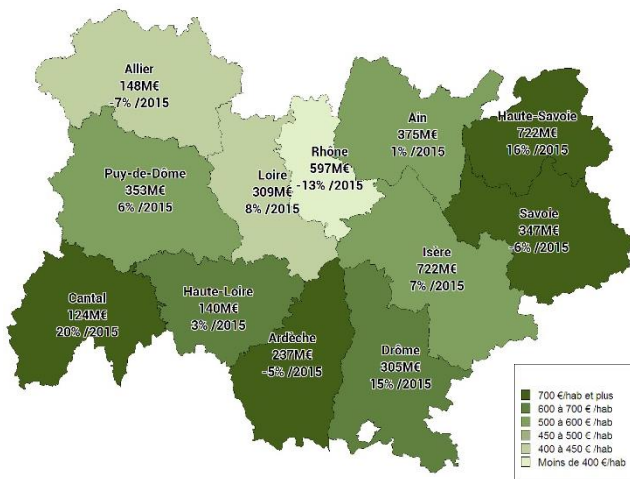 Allier
148M€
-7% /2015
Ain
375M€
1% /2015
Haute-Savoie
722M€
16% /2015
Rhône
597M€
-13% /2015
Puy-de-Dôme
353M€
6% /2015
Loire
309M€
8% /2015
Savoie
347M€
-6% /2015
Isère
722M€
7% /2015
Cantal
124M€
20% /2015
Haute-Loire
140M€
3% /2015
Ardèche
237M€
-5% /2015
Drôme
305M€
15% /2015
700 €/hab et plus
600 à 700 € /hab
500 à 600 € /hab
450 à 500 € /hab
400 à 450 € /hab
Moins de 400 €/hab